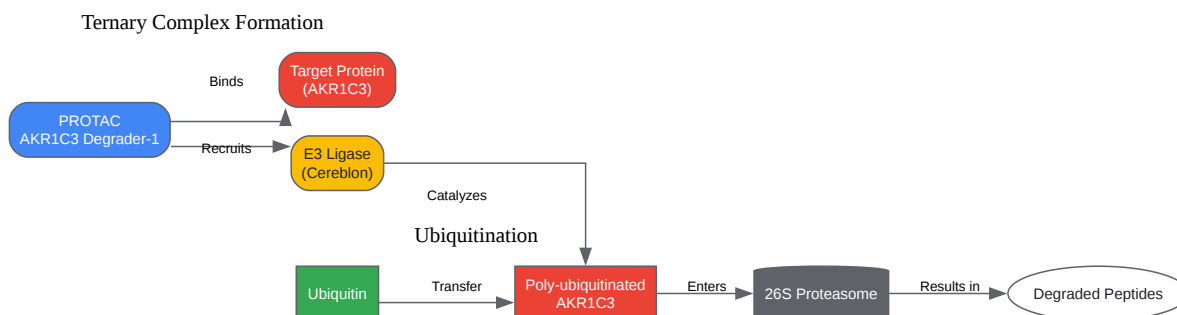 Ternary Complex Formation
Binds
Target Protein
(AKR1C3)
PROTAC
AKR1C3 Degrader-1
Recruits
E3 Ligase
(Cereblon)
Catalyzes
Ubiquitination
Ubiquitin
Transfer
Poly-ubiquitinated
AKR1C3
Enters
26S Proteasome
Results in
Degraded Peptides